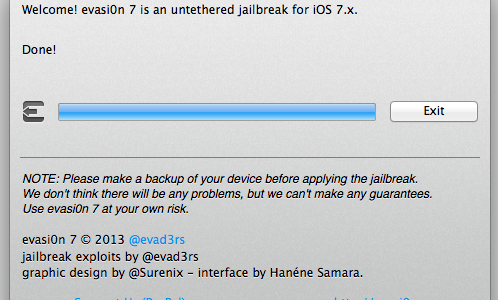 Welcome! evasi0n 7 is an untethered jailbreak for iOS 7.x.
Done!
Exit
NOTE: Please make a backup of your device before applying the jailbreak.
We don't think there will be any problems, but we can't make any guarantees.
Use evasi0n 7 at your own risk.
evasi0n 7 © 2013 @evad3rs
jailbreak exploits by @evad3rs
graphic design by @Surenix - interface by Hanéne Samara.